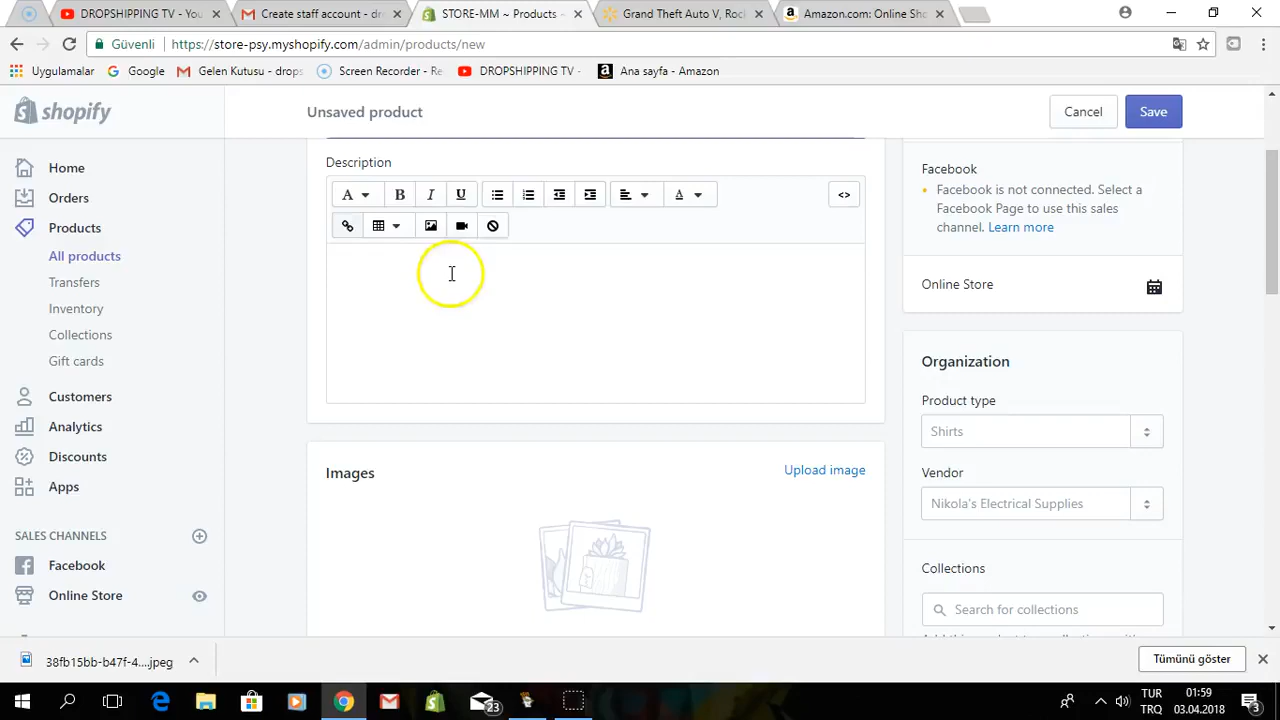 DROPSHIPPING TV - You
Create staff account - dr
STORE-MM ~ Products ~
Grand Theft Auto V, Rock
Amazon.com: Online Sho
Güvenli
https://store-psy.myshopify.com/admin/products/new
Uygulamalar
Google
Gelen Kutusu - drops
Screen Recorder - Re
DROPSHIPPING TV -
Ana sayfa - Amazon
shopify
Unsaved product
Cancel
Save
Home
Orders
Products
All products
Transfers
Inventory
Collections
Gift cards
Customers
Analytics
Discounts
Apps
SALES CHANNELS
Facebook
Online Store
Description
A
B
I
U
A
<>
Images
Upload image
Facebook
Facebook is not connected. Select a
Facebook Page to use this sales
channel. Learn more
Online Store
Organization
Product type
Shirts
Vendor
Nikola's Electrical Supplies
Collections
Search for collections
38fb15bb-b47f-4....jpeg
Tümünü göster
23
TUR
TRQ
01:59
03.04.2018
3